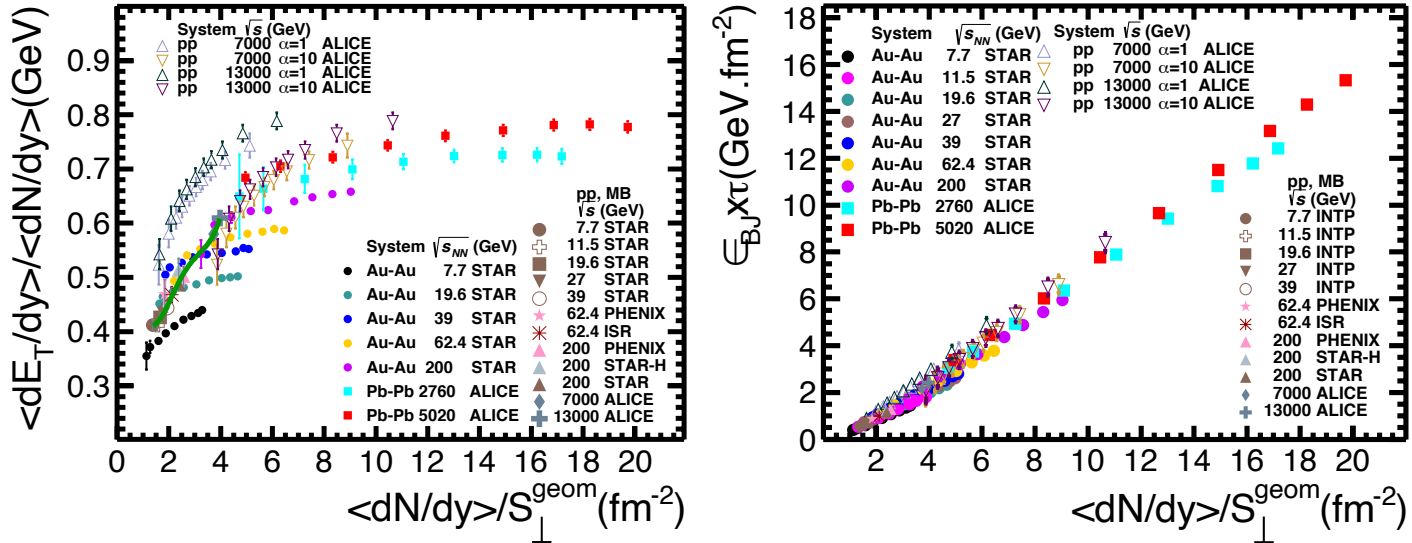 System √s (GeV)
pp 7000 α=1 ALICE
pp 7000 α=10 ALICE
pp 13000 α=1 ALICE
pp 13000 α=10 ALICE
<dE_T/dy>/<dN/dy>(GeV)
0.9
0.8
0.7
0.6
0.5
0.4
0.3
System √s_NN (GeV)
Au-Au 7.7 STAR
Au-Au 19.6 STAR
Au-Au 39 STAR
Au-Au 62.4 STAR
Au-Au 200 STAR
Pb-Pb 2760 ALICE
Pb-Pb 5020 ALICE
pp, MB
√s (GeV)
7.7 STAR
11.5 STAR
19.6 STAR
27 STAR
39 STAR
62.4 PHENIX
62.4 ISR
200 PHENIX
200 STAR-H
200 STAR
7000 ALICE
13000 ALICE
0 2 4 6 8 10 12 14 16 18 20
<dN/dy>/S⊥^geom(fm^-2)
ϵ_BJ x τ (GeV.fm^-2)
18
16
14
12
10
8
6
4
2
0
System √s_NN (GeV)
Au-Au 7.7 STAR
Au-Au 11.5 STAR
Au-Au 19.6 STAR
Au-Au 27 STAR
Au-Au 39 STAR
Au-Au 62.4 STAR
Au-Au 200 STAR
Pb-Pb 2760 ALICE
Pb-Pb 5020 ALICE
System √s (GeV)
pp 7000 α=1 ALICE
pp 7000 α=10 ALICE
pp 13000 α=1 ALICE
pp 13000 α=10 ALICE
pp, MB
√s (GeV)
7.7 INTP
11.5 INTP
19.6 INTP
27 INTP
39 INTP
62.4 PHENIX
62.4 ISR
200 PHENIX
200 STAR-H
200 STAR
7000 ALICE
13000 ALICE
2 4 6 8 10 12 14 16 18 20
<dN/dy>/S⊥^geom(fm^-2)